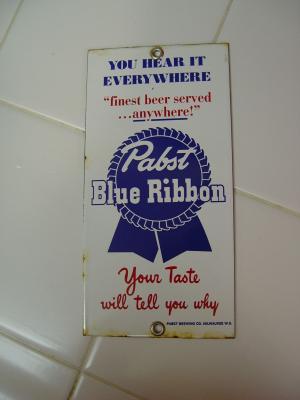 YOU HEAR IT
EVERYWHERE
"finest beer served
...anywhere!"
Pabst
Blue Ribbon
Your Taste
will tell you why
PABST BREWING CO. MILWAUKEE W.S.